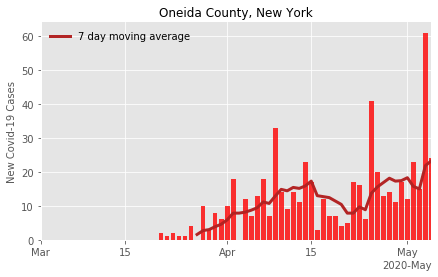 Oneida County, New York
7 day moving average
New Covid-19 Cases
60
50
40
30
20
10
0
Mar
15
Apr
15
May
2020-May